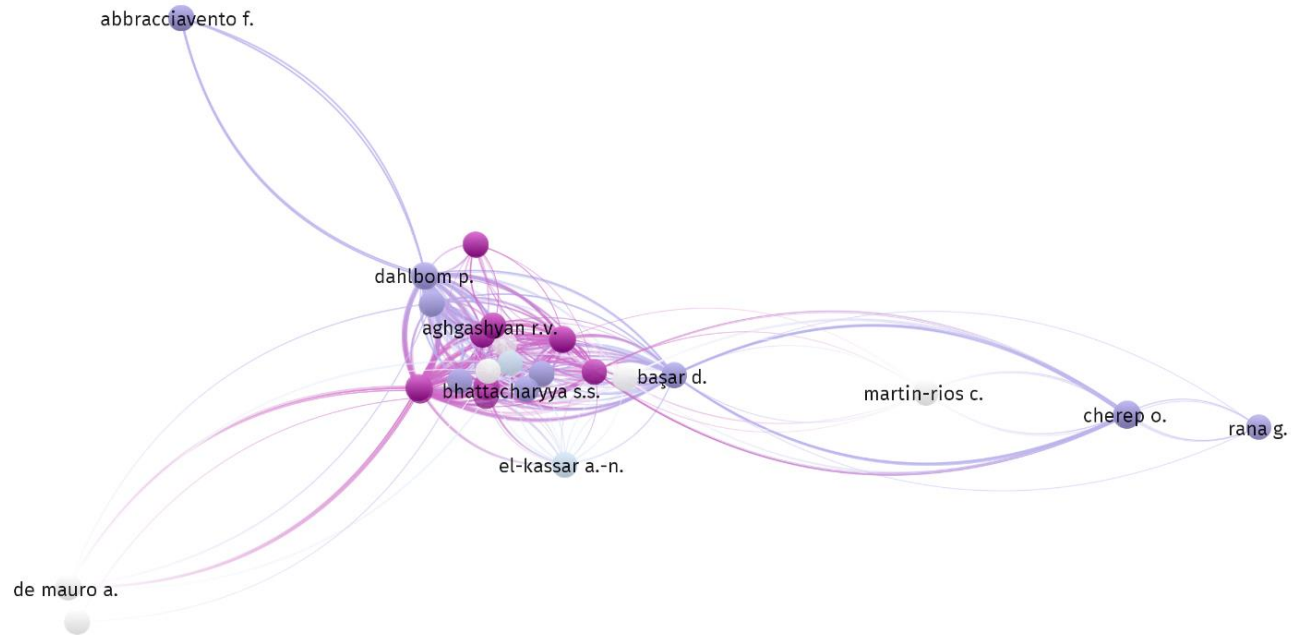 abbracciavento f.
dahlbom p.
aghgashyan r.v.
başar d.
bhattacharyya s.s.
martin-rios c.
cherep o.
rana g.
el-kassar a.-n.
de mauro a.